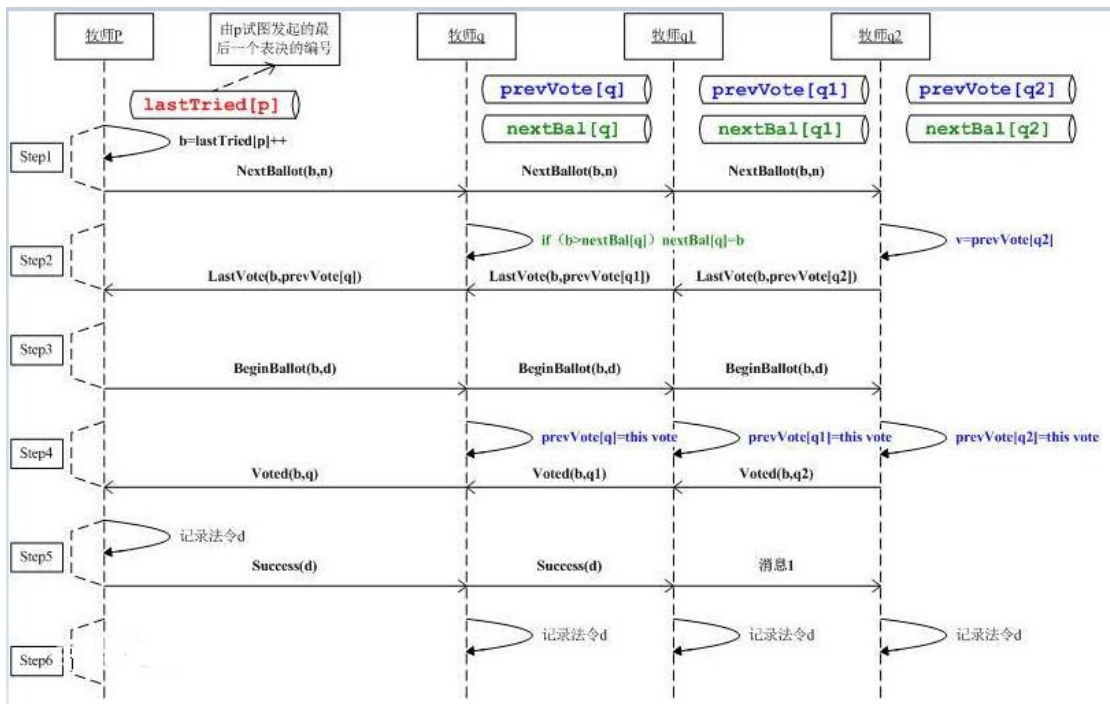 牧师P
由p试图发起的最
后一个表决的编号
牧师q
牧师q1
牧师q2
lastTried[p]
prevVote[q]
prevVote[q1]
prevVote[q2]
nextBal[q]
nextBal[q1]
nextBal[q2]
Step1
b=lastTried[p]++
NextBallot(b,n)
NextBallot(b,n)
NextBallot(b,n)
Step2
if（b>nextBal[q]）nextBal[q]=b
v=prevVote[q2]
LastVote(b,prevVote[q])
LastVote(b,prevVote[q1])
LastVote(b,prevVote[q2])
Step3
BeginBallot(b,d)
BeginBallot(b,d)
BeginBallot(b,d)
Step4
prevVote[q]=this vote
prevVote[q1]=this vote
prevVote[q2]=this vote
Voted(b,q)
Voted(b,q1)
Voted(b,q2)
Step5
记录法令d
Success(d)
Success(d)
消息1
Step6
记录法令d
记录法令d
记录法令d